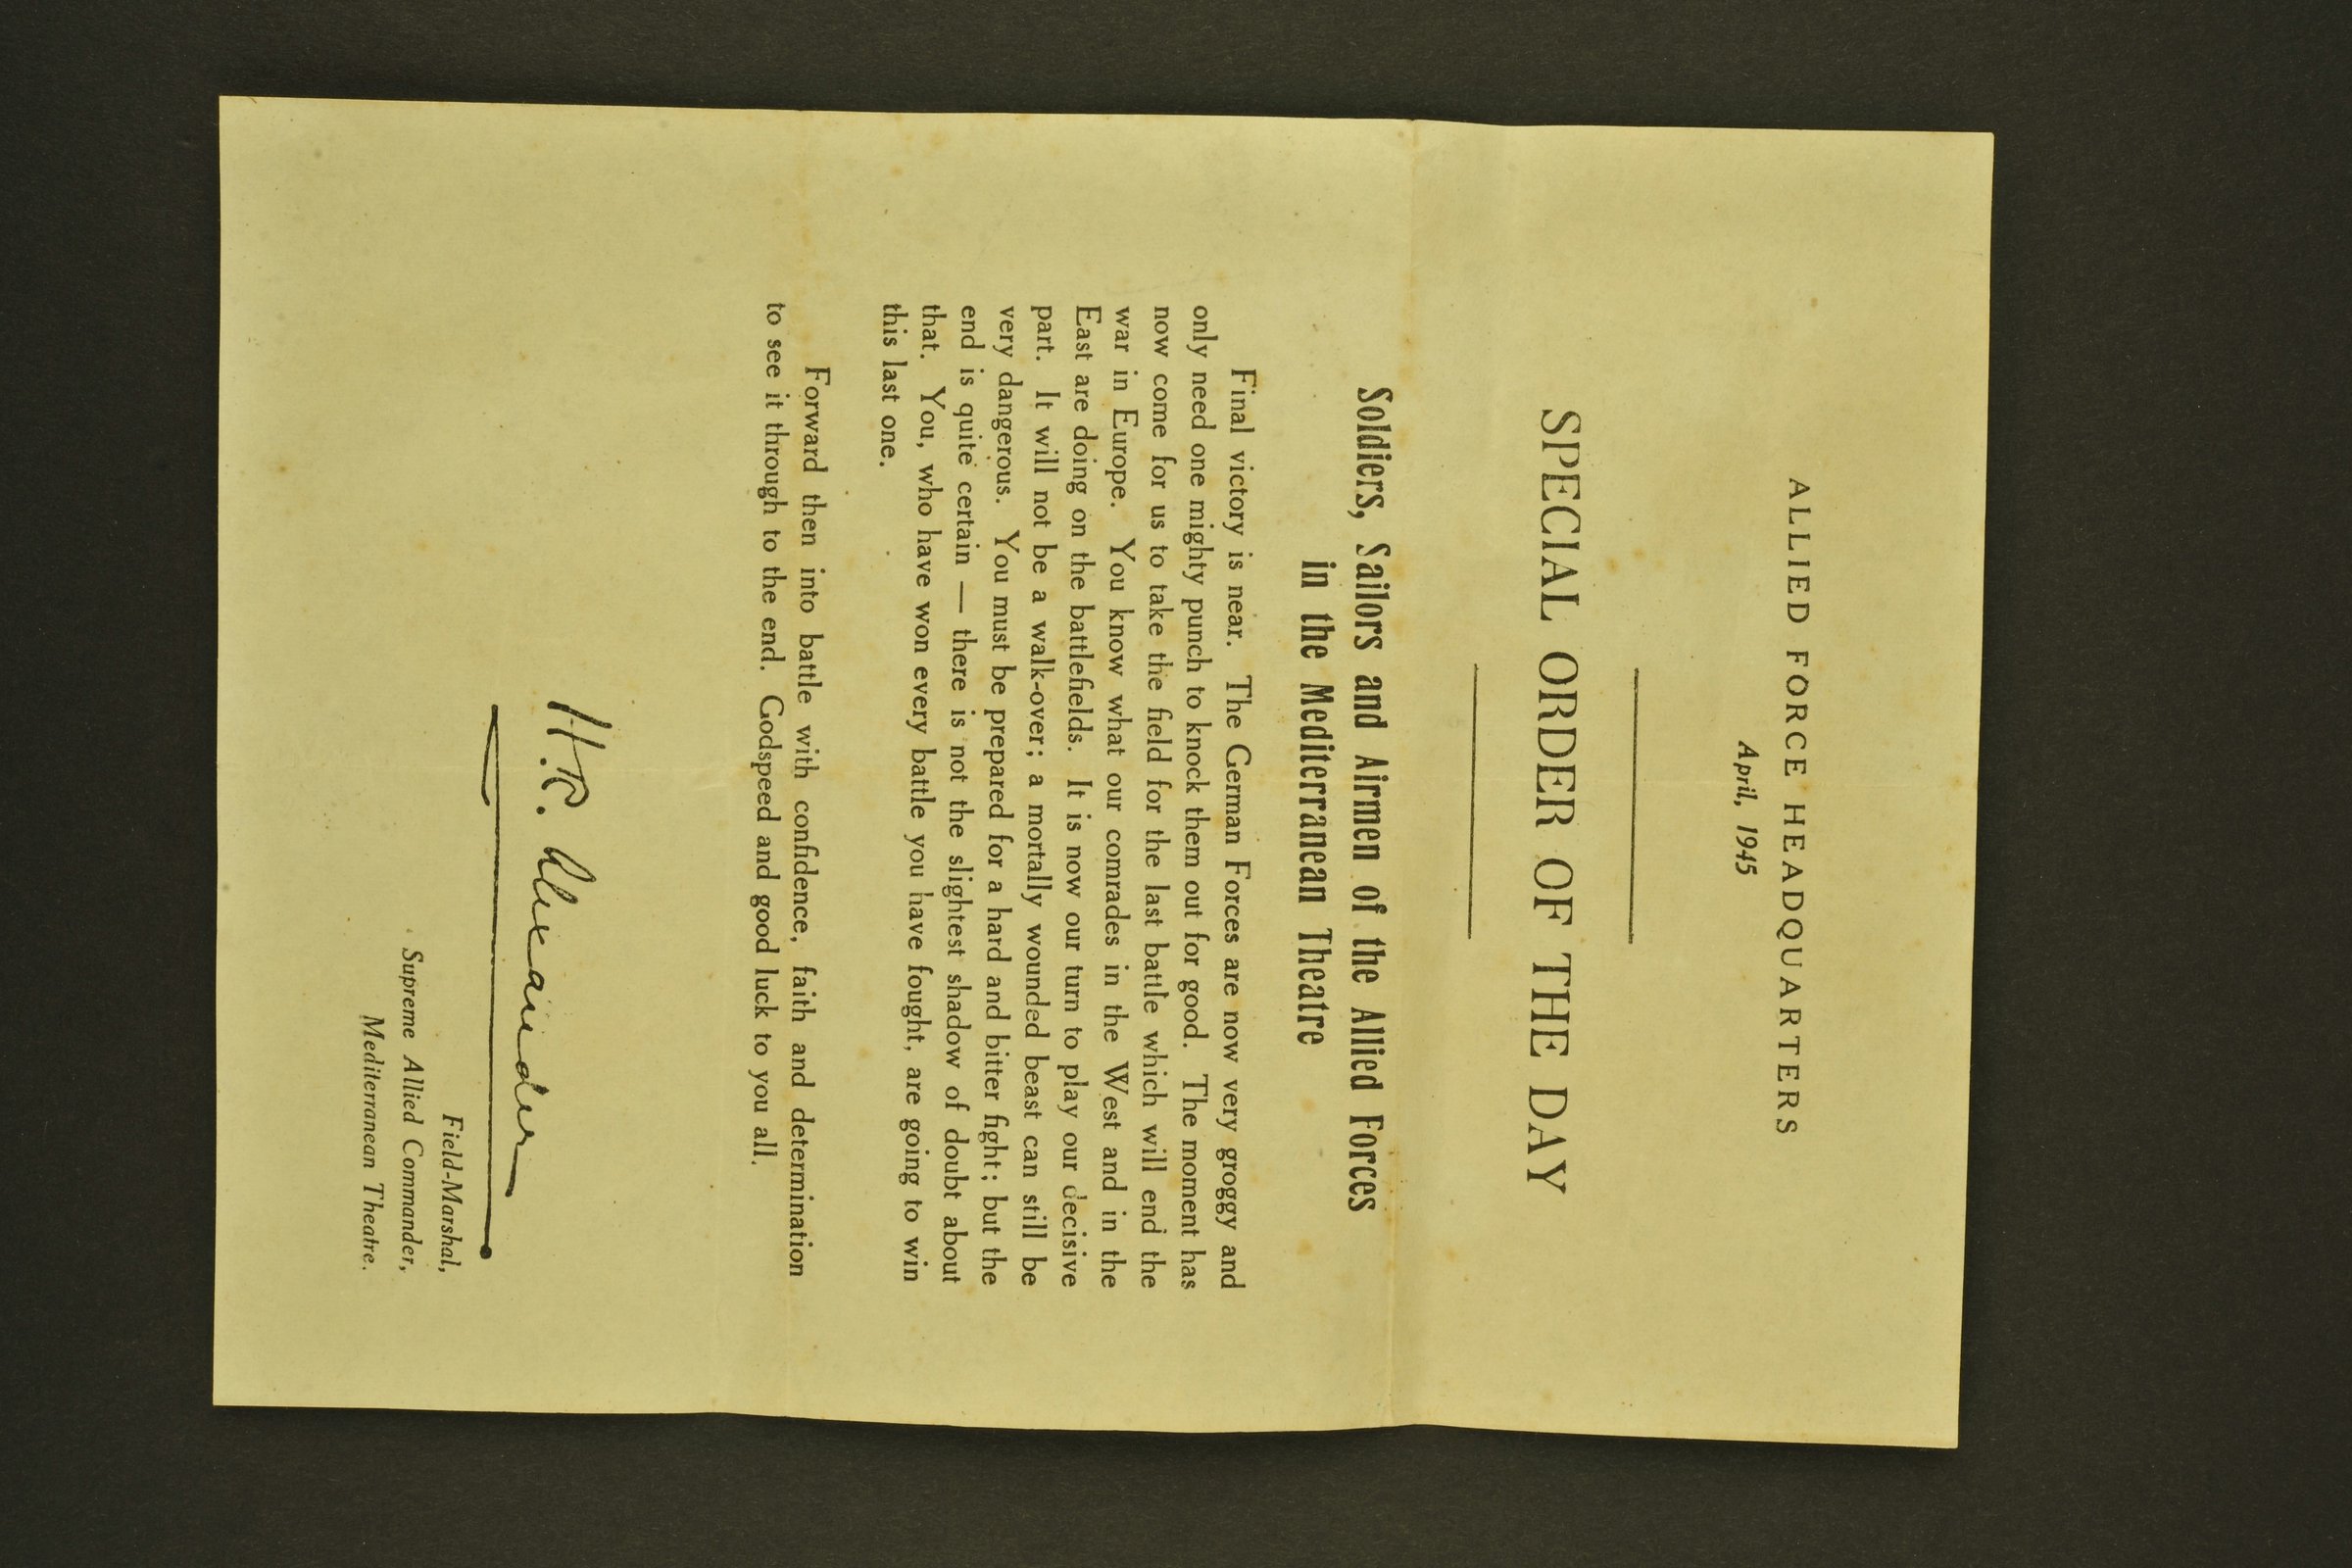 ALLIED FORCE HEADQUARTERS
April, 1945
SPECIAL ORDER OF THE DAY
Soldiers, Sailors and Airmen of the Allied Forces
in the Mediterranean Theatre
Final victory is near. The German Forces are now very groggy and
only need one mighty punch to knock them out for good. The moment has
now come for us to take the field for the last battle which will end the
war in Europe. You know what our comrades in the West and in the
East are doing on the battlefields. It is now our turn to play our decisive
part. It will not be a walk-over; a mortally wounded beast can still be
very dangerous. You must be prepared for a hard and bitter fight; but the
end is quite certain — there is not the slightest shadow of doubt about
that. You, who have won every battle you have fought, are going to win
this last one.
Forward then into battle with confidence, faith and determination
to see it through to the end. Godspeed and good luck to you all.
H.R. Alexander
Field-Marshal,
Supreme Allied Commander,
Mediterranean Theatre.